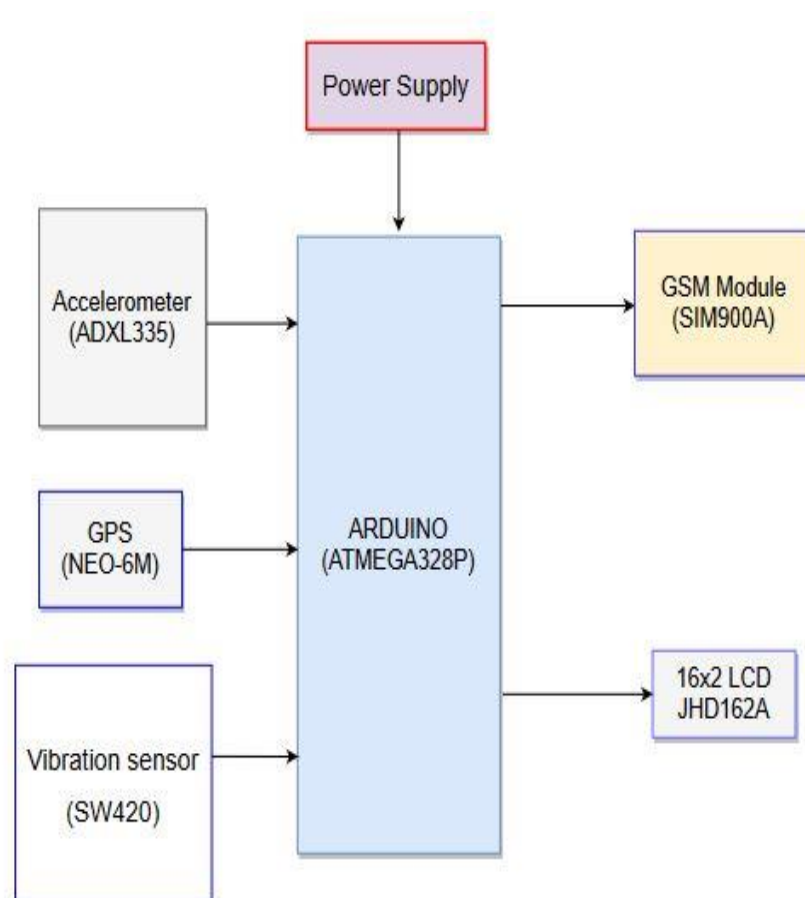 Power Supply
Accelerometer
(ADXL335)
GSM Module
(SIM900A)
GPS
(NEO-6M)
ARDUINO
(ATMEGA328P)
16x2 LCD
JHD162A
Vibration sensor
(SW420)